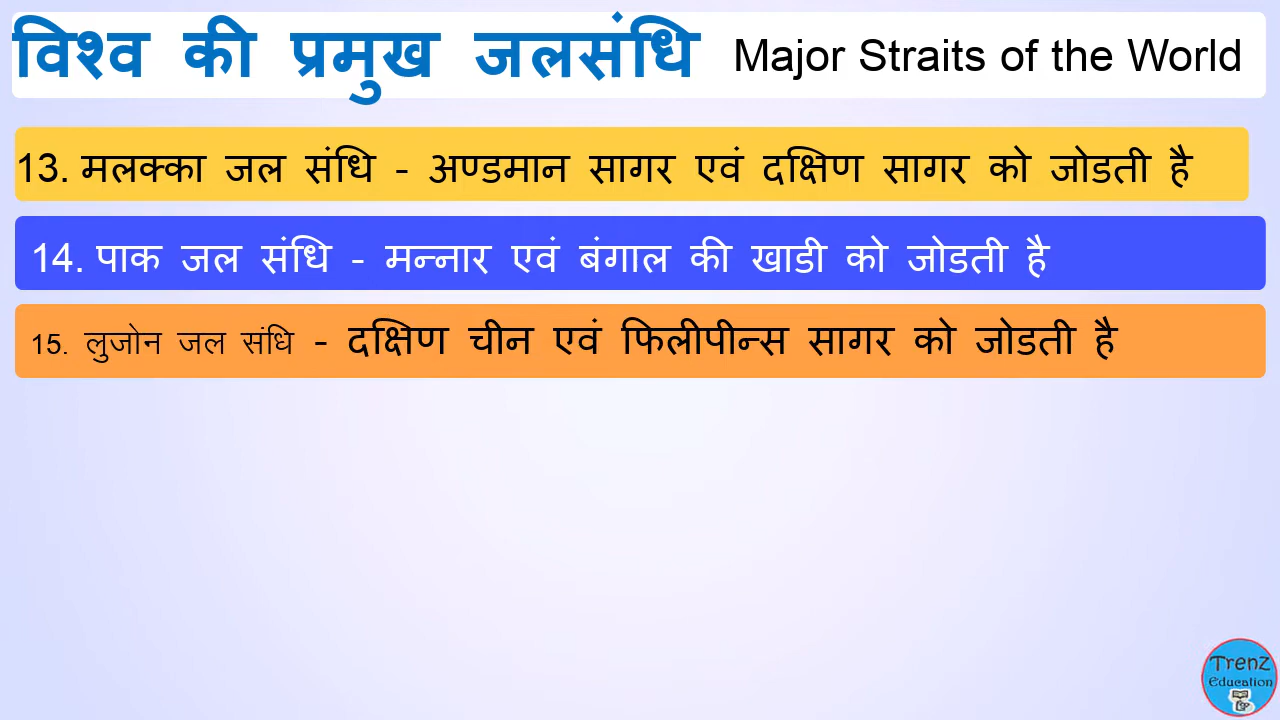 विश्व की प्रमुख जलसंधि Major Straits of the World
13. मलक्का जल संधि - अण्डमान सागर एवं दक्षिण सागर को जोडती है
14. पाक जल संधि - मन्नार एवं बंगाल की खाडी को जोडती है
15. लुजोन जल संधि - दक्षिण चीन एवं फिलीपीन्स सागर को जोडती है
TrenZ
Education